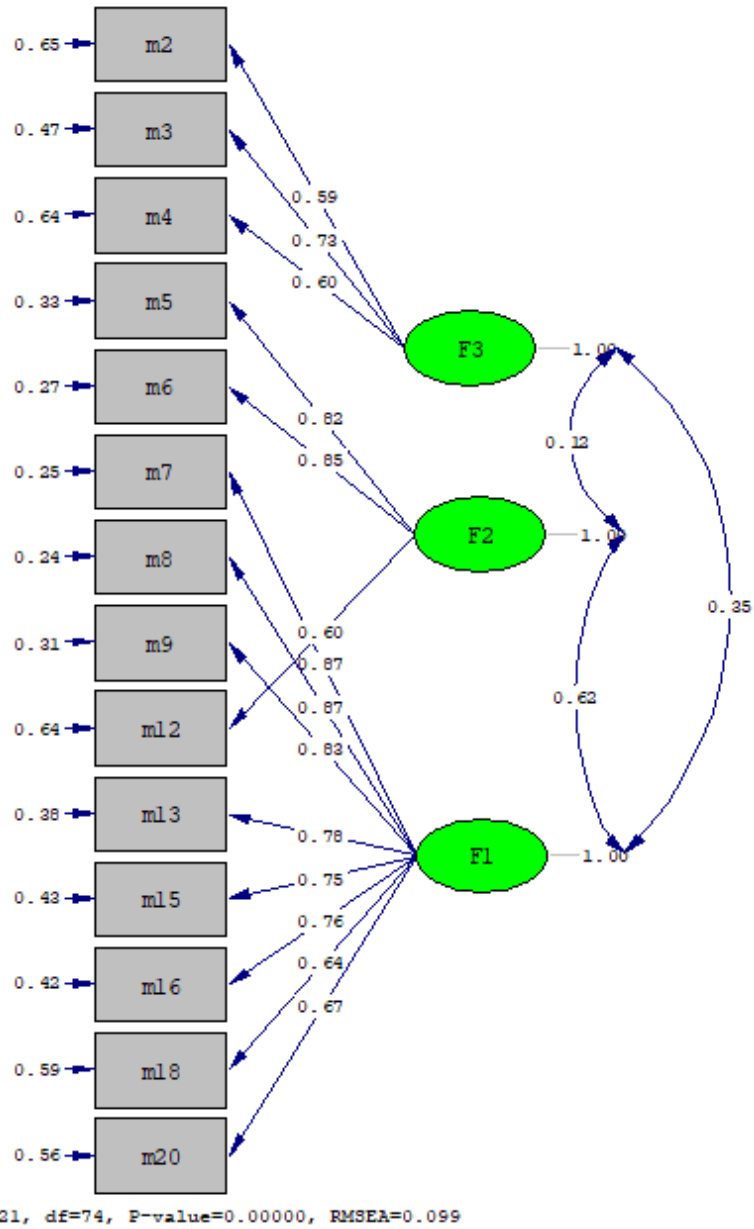 0.65 m2
0.47 m3
0.59
0.64 m4
0.73
0.60
0.33 m5
F3 1.00
0.27 m6
0.82
0.12
0.85
0.25 m7
F2 1.00
0.24 m8
0.35
0.31 m9
0.60
0.87
0.62
0.87
0.64 m12
0.83
0.38 m13
0.78
F1 1.00
0.75
0.43 m15
0.76
0.64
0.42 m16
0.67
0.59 m18
0.56 m20
21, df=74, P-value=0.00000, RMSEA=0.099